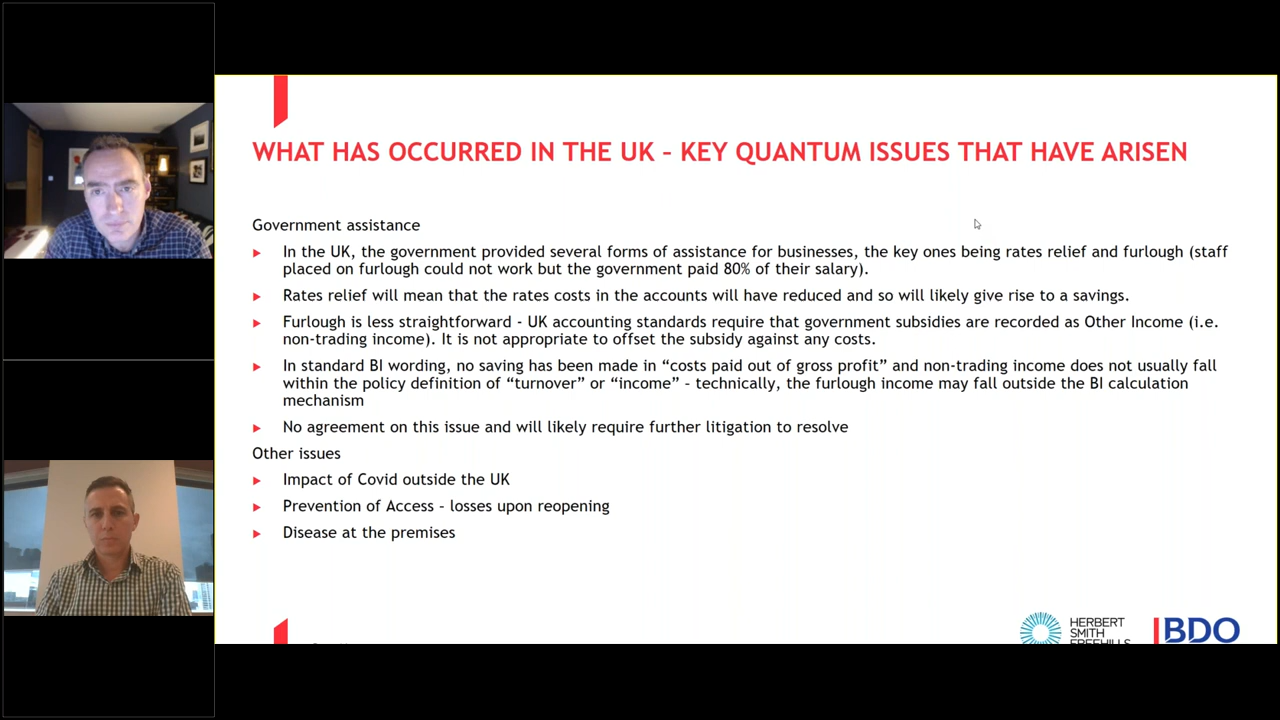 WHAT HAS OCCURRED IN THE UK – KEY QUANTUM ISSUES THAT HAVE ARISEN
Government assistance
In the UK, the government provided several forms of assistance for businesses, the key ones being rates relief and furlough (staff
placed on furlough could not work but the government paid 80% of their salary).
Rates relief will mean that the rates costs in the accounts will have reduced and so will likely give rise to a savings.
Furlough is less straightforward - UK accounting standards require that government subsidies are recorded as Other Income (i.e.
non-trading income). It is not appropriate to offset the subsidy against any costs.
In standard BI wording, no saving has been made in “costs paid out of gross profit” and non-trading income does not usually fall
within the policy definition of “turnover” or “income” – technically, the furlough income may fall outside the BI calculation
mechanism
No agreement on this issue and will likely require further litigation to resolve
Other issues
Impact of Covid outside the UK
Prevention of Access – losses upon reopening
Disease at the premises
HERBERT
SMITH
FREEHILLS
BDO